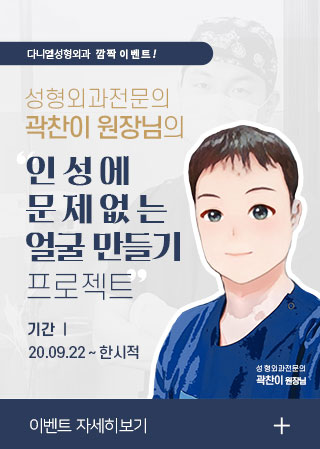 다니엘성형외과 깜짝 이벤트!
성형외과전문의
곽찬이 원장님의
“인성에
문제없는
얼굴 만들기
프로젝트”
기간 ㅣ
20.09.22 ~ 한시적
성형외과전문의
곽찬이 원장님
이벤트 자세히보기 +